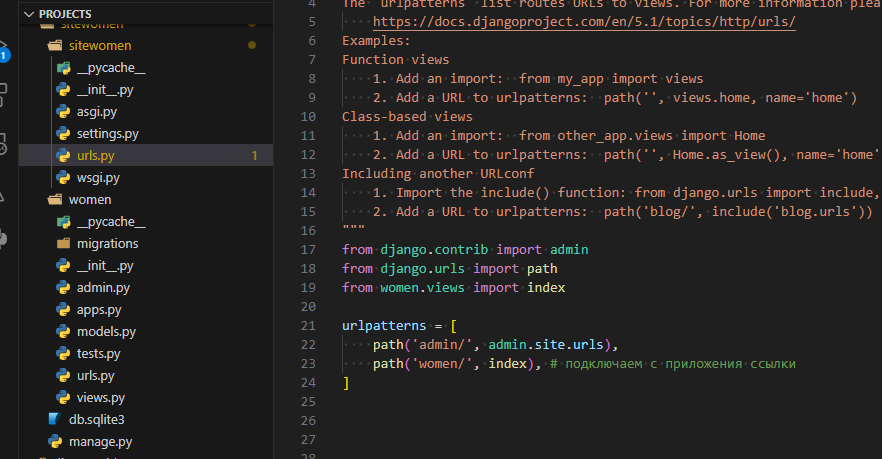 PROJECTS
sitewomen
sitewomen
__pycache__
__init__.py
asgi.py
settings.py
urls.py 1
wsgi.py
women
__pycache__
migrations
__init__.py
admin.py
apps.py
models.py
tests.py
urls.py
views.py
db.sqlite3
manage.py
1
4 The `urlpatterns` list routes URLs to views. For more information plea
5 https://docs.djangoproject.com/en/5.1/topics/http/urls/
6 Examples:
7 Function views
8 1. Add an import: from my_app import views
9 2. Add a URL to urlpatterns: path('', views.home, name='home')
10 Class-based views
11 1. Add an import: from other_app.views import Home
12 2. Add a URL to urlpatterns: path('', Home.as_view(), name='home'
13 Including another URLconf
14 1. Import the include() function: from django.urls import include,
15 2. Add a URL to urlpatterns: path('blog/', include('blog.urls'))
16 """
17 from django.contrib import admin
18 from django.urls import path
19 from women.views import index
20
21 urlpatterns = [
22 path('admin/', admin.site.urls),
23 path('women/', index), # подключаем с приложения ссылки
24 ]
25
26
27
28